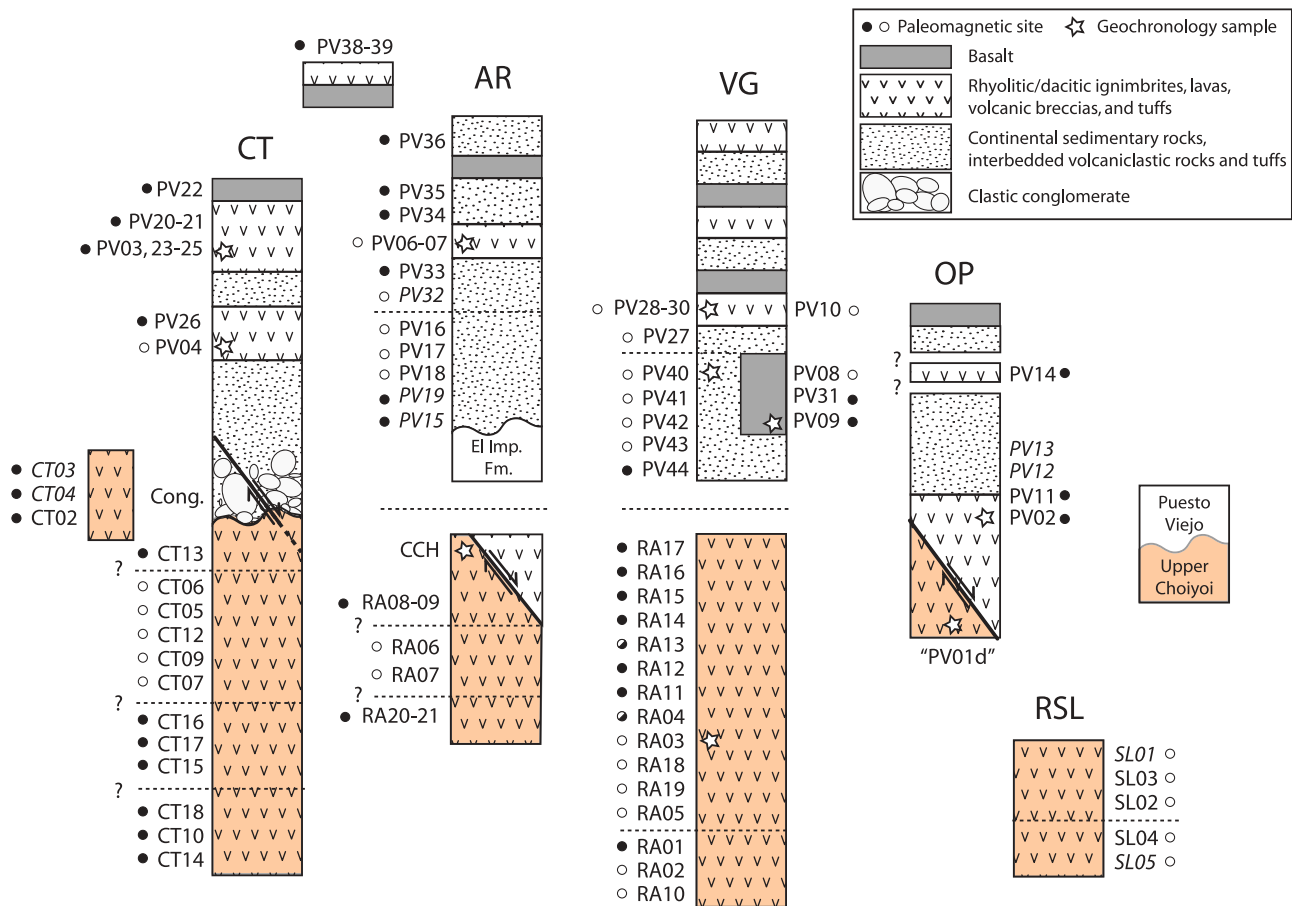 PV38-39
Paleomagnetic site
Geochronology sample
Basalt
Rhyolitic/dacitic ignimbrites, lavas,
volcanic breccias, and tuffs
Continental sedimentary rocks,
interbedded volcaniclastic rocks and tuffs
Clastic conglomerate
CT
PV22
PV20-21
PV03, 23-25
PV26
PV04
Cong.
CT03
CT04
CT02
CT13
?
CT06
CT05
CT12
CT09
CT07
?
CT16
CT17
CT15
?
CT18
CT10
CT14
AR
PV36
PV35
PV34
PV06-07
PV33
PV32
PV16
PV17
PV18
PV19
PV15
El Imp.
Fm.
CCH
RA08-09
?
RA06
RA07
?
RA20-21
VG
PV28-30
PV10
PV27
PV40
PV08
PV41
PV31
PV42
PV09
PV43
PV44
RA17
RA16
RA15
RA14
RA13
RA12
RA11
RA04
RA03
RA18
RA19
RA05
RA01
RA02
RA10
OP
?
PV14
?
PV13
PV12
PV11
PV02
"PV01d"
Puesto
Viejo
Upper
Choiyoi
RSL
SL01
SL03
SL02
SL04
SL05